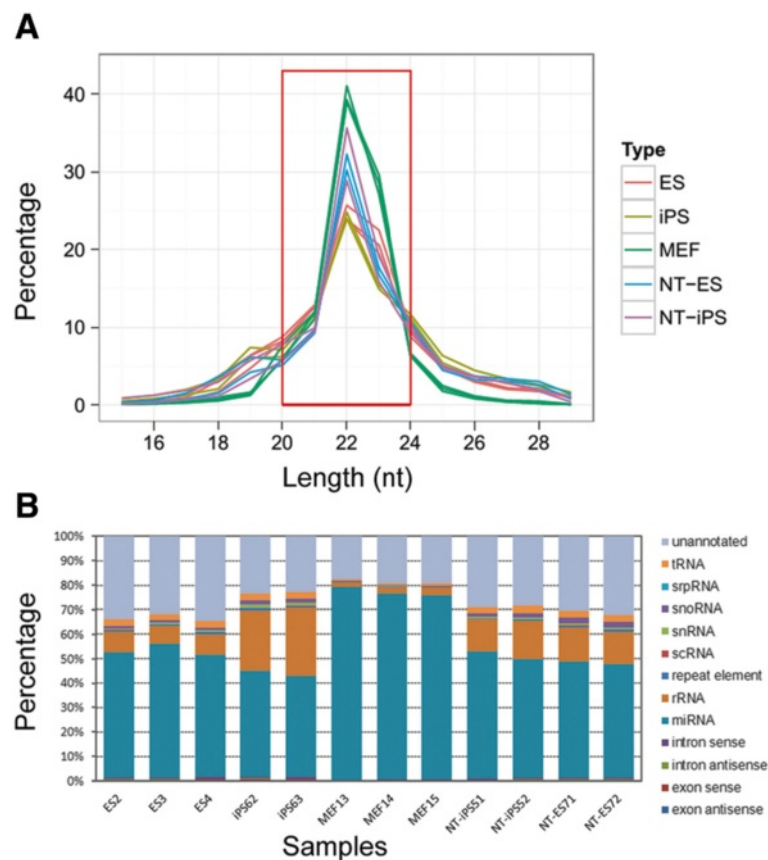 A
40
30
20
10
0
Percentage
16 18 20 22 24 26 28
Length (nt)
Type
ES
iPS
MEF
NT-ES
NT-iPS
B
100%
90%
80%
70%
60%
50%
40%
30%
20%
10%
0%
Percentage
ES2 ES3 ES4 iPS62 iPS63 MEF13 MEF14 MEF15 NT-iPS51 NT-iPS52 NT-ES71 NT-ES72
Samples
unannotated
tRNA
srpRNA
snoRNA
snRNA
scRNA
repeat element
rRNA
miRNA
intron sense
intron antisense
exon sense
exon antisense